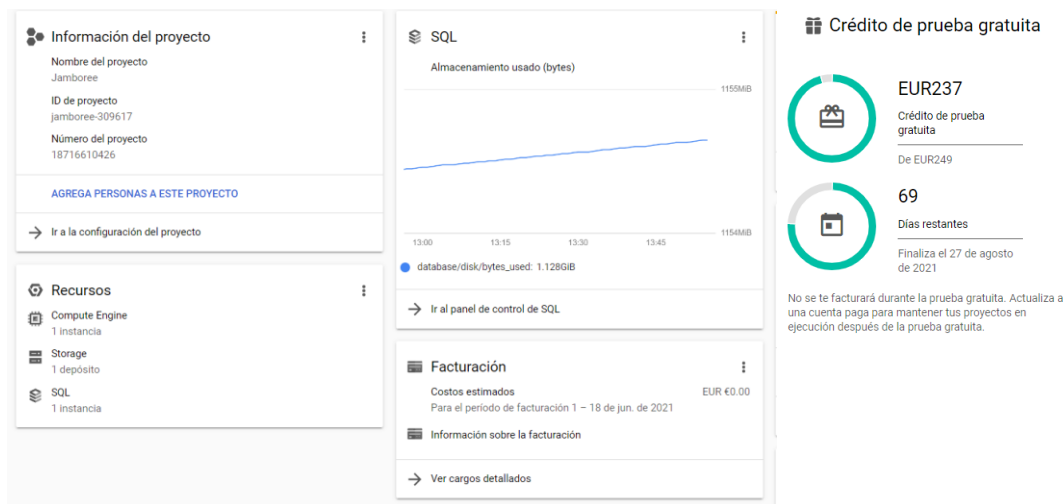 Información del proyecto
Nombre del proyecto
Jamboree
ID de proyecto
jamboree-309617
Número del proyecto
18716610426
AGREGA PERSONAS A ESTE PROYECTO
Ir a la configuración del proyecto
Recursos
Compute Engine
1 instancia
Storage
1 depósito
SQL
1 instancia
SQL
Almacenamiento usado (bytes)
1155MiB
1154MiB
13:00 13:15 13:30 13:45
database/disk/bytes_used: 1.128GiB
Ir al panel de control de SQL
Facturación
Costos estimados EUR €0.00
Para el período de facturación 1 – 18 de jun. de 2021
Información sobre la facturación
Ver cargos detallados
Crédito de prueba gratuita
EUR237
Crédito de prueba
gratuita
De EUR249
69
Días restantes
Finaliza el 27 de agosto
de 2021
No se te facturará durante la prueba gratuita. Actualiza a
una cuenta paga para mantener tus proyectos en
ejecución después de la prueba gratuita.